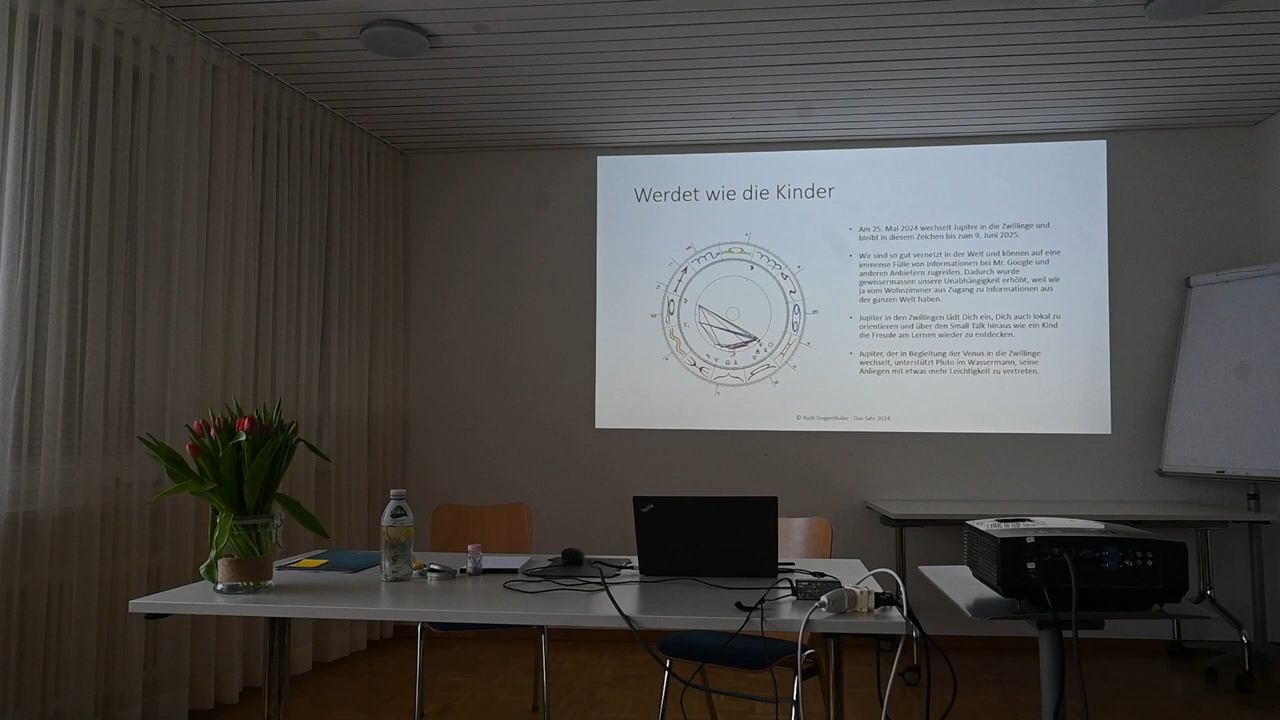 Werdet wie die Kinder
• Am 25. Mai 2024 wechselt Jupiter in die Zwillinge und
bleibt in diesem Zeichen bis zum 9. Juni 2025.
• Wir sind so gut vernetzt in der Welt und können auf eine
immense Fülle von Informationen bei Mr. Google und
anderen Anbietern zugreifen. Dadurch wurde
gewissermassen unsere Unabhängigkeit erhöht, weil wir
ja vom Wohnzimmer aus Zugang zu Informationen aus
der ganzen Welt haben.
• Jupiter in den Zwillingen lädt Dich ein, Dich auch lokal zu
orientieren und über den Small Talk hinaus wie ein Kind
die Freude am Lernen wieder zu entdecken.
• Jupiter, der in Begleitung der Venus in die Zwillinge
wechselt, unterstützt Pluto im Wassermann, seine
Anliegen mit etwas mehr Leichtigkeit zu vertreten.
© Ruth Siegenthaler - Das Jahr 2024
ThinkPad